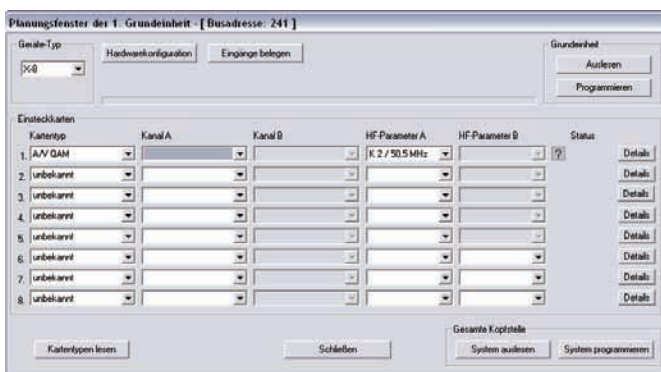 Planungsfenster der 1. Grundeinheit - [ Busadresse: 241 ]
Geräte-Typ
X-8
Hardwarekonfiguration
Eingänge belegen
Grundeinheit
Auslesen
Programmieren
Einsteckkarten
Kartentyp Kanal A Kanal B HF-Parameter A HF-Parameter B Status
1. A/V QAM K 2 / 50.5 MHz ? Details
2. unbekannt Details
3. unbekannt Details
4. unbekannt Details
5. unbekannt Details
6. unbekannt Details
7. unbekannt Details
8. unbekannt Details
Kartentypen lesen
Schließen
Gesamte Kopfstelle
System auslesen
System programmieren